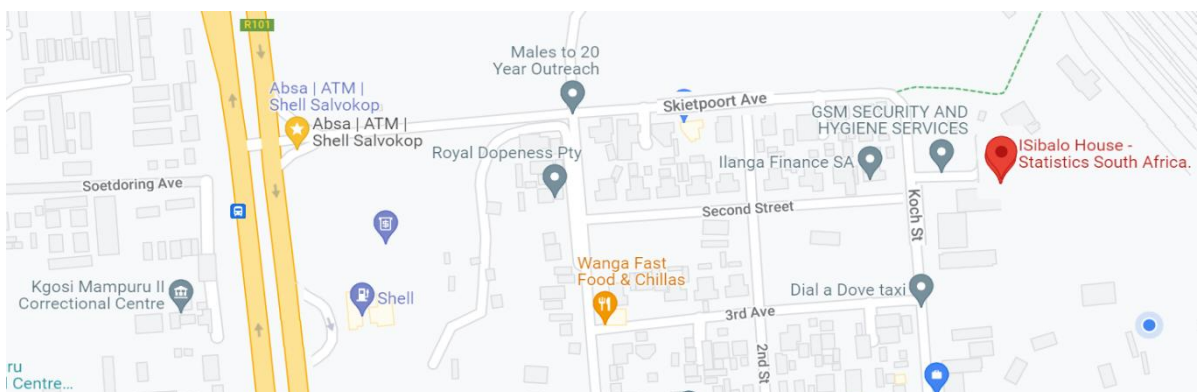 R101
Males to 20
Year Outreach
Absa | ATM |
Shell Salvokop
Absa | ATM |
Shell Salvokop
Skietpoort Ave
GSM SECURITY AND
HYGIENE SERVICES
Royal Dopeness Pty
Ilanga Finance SA
ISibalo House -
Statistics South Africa.
Soetdoring Ave
Second Street
Koch St
Wanga Fast
Food & Chillas
Kgosi Mampuru II
Correctional Centre
Shell
Dial a Dove taxi
3rd Ave
2nd St
ru
l Centre...